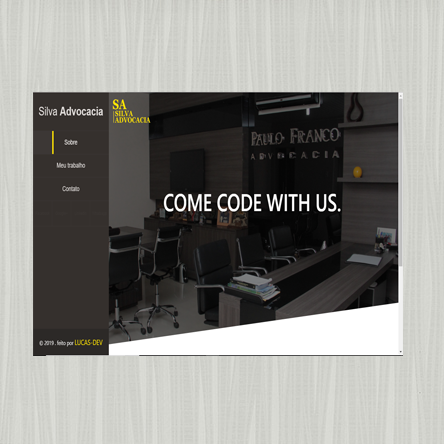 Silva Advocacia
Sobre
Meu trabalho
Contato
© 2019 . feito por LUCAS-DEV
SA
SILVA
ADVOCACIA
PAULO FRANCO
ADVOCACIA
COME CODE WITH US.